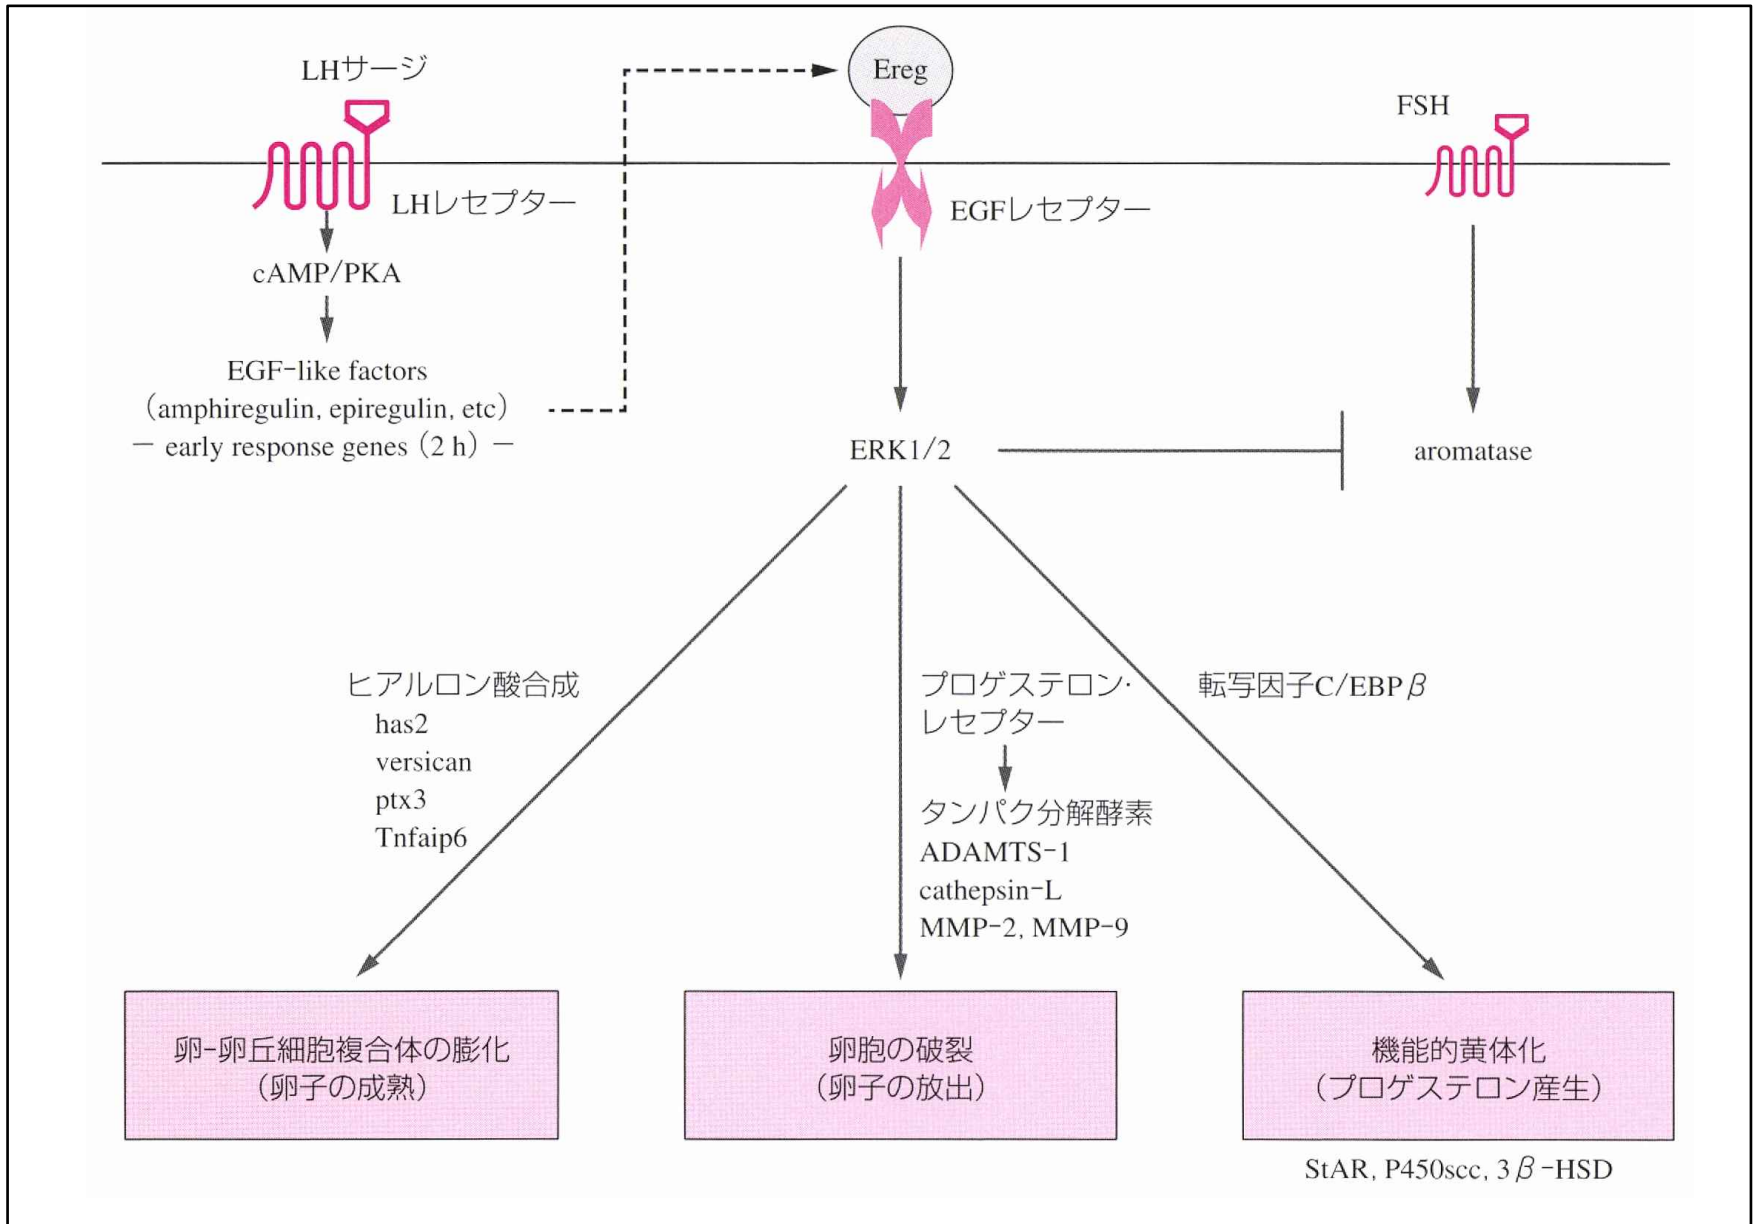 LHサージ
Ereg
FSH
LHレセプター
EGFレセプター
cAMP/PKA
EGF-like factors
（amphiregulin, epiregulin, etc）
— early response genes（2 h）—
ERK1/2
aromatase
ヒアルロン酸合成
has2
versican
ptx3
Tnfaip6
プロゲステロン・
レセプター
タンパク分解酵素
ADAMTS-1
cathepsin-L
MMP-2, MMP-9
転写因子C/EBPβ
卵-卵丘細胞複合体の膨化
（卵子の成熟）
卵胞の破裂
（卵子の放出）
機能的黄体化
（プロゲステロン産生）
StAR, P450scc, 3β-HSD